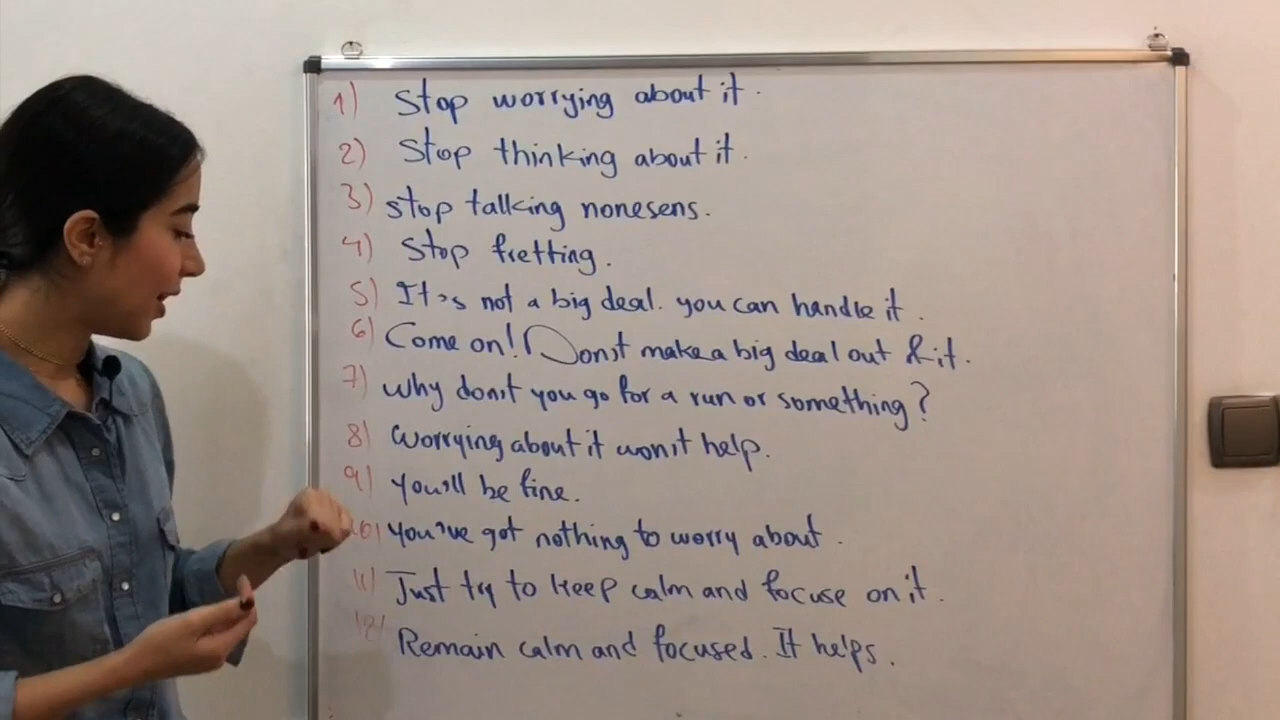 1) Stop worrying about it.
2) Stop thinking about it.
3) stop talking nonesens.
4) Stop fretting.
5) It's not a big deal. you can handle it.
6) Come on! Don't make a big deal out of it.
7) why don't you go for a run or something?
8) Worrying about it won't help.
9) You'll be fine.
10) You've got nothing to worry about.
11) Just try to keep calm and focuse on it.
12) Remain calm and focused. It helps.